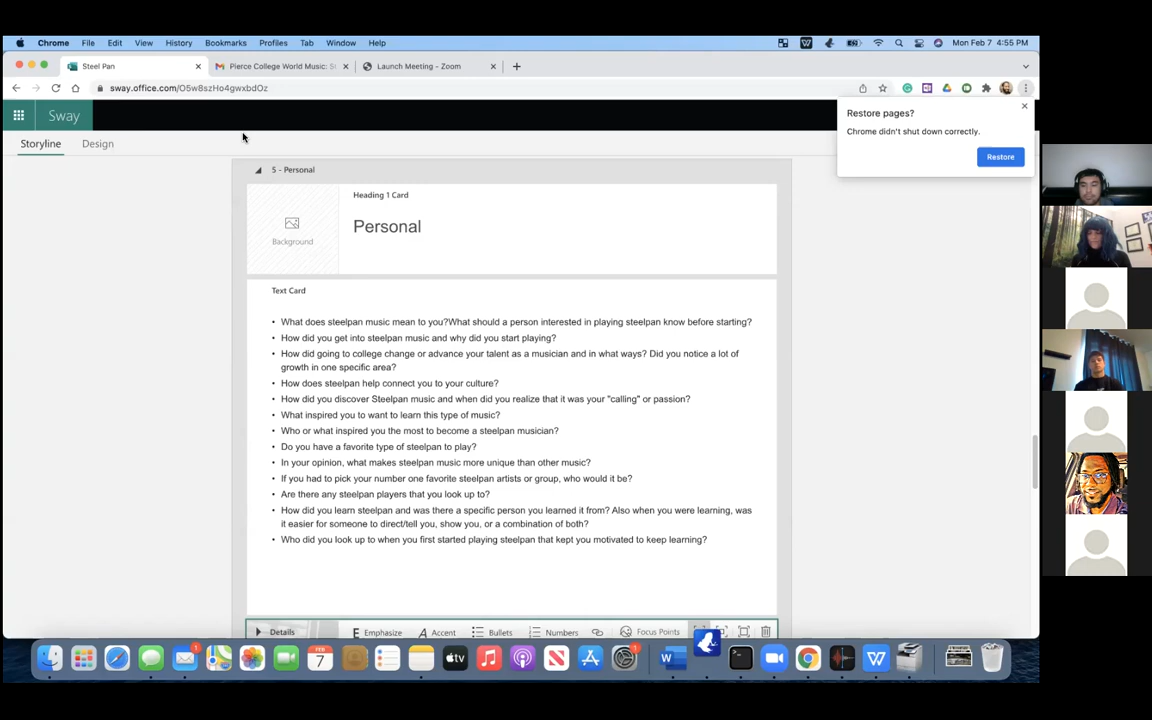 Chrome File Edit View History Bookmarks Profiles Tab Window Help Mon Feb 7 4:55 PM
Steel Pan Pierce College World Music: St Launch Meeting - Zoom
sway.office.com/O5w8szHo4gwxbdOz
Sway
Restore pages?
Chrome didn't shut down correctly.
Restore
Storyline Design
5 - Personal
Heading 1 Card
Personal
Background
Text Card
• What does steelpan music mean to you?What should a person interested in playing steelpan know before starting?
• How did you get into steelpan music and why did you start playing?
• How did going to college change or advance your talent as a musician and in what ways? Did you notice a lot of
growth in one specific area?
• How does steelpan help connect you to your culture?
• How did you discover Steelpan music and when did you realize that it was your "calling" or passion?
• What inspired you to want to learn this type of music?
• Who or what inspired you the most to become a steelpan musician?
• Do you have a favorite type of steelpan to play?
• In your opinion, what makes steelpan music more unique than other music?
• If you had to pick your number one favorite steelpan artists or group, who would it be?
• Are there any steelpan players that you look up to?
• How did you learn steelpan and was there a specific person you learned it from? Also when you were learning, was
it easier for someone to direct/tell you, show you, or a combination of both?
• Who did you look up to when you first started playing steelpan that kept you motivated to keep learning?
Details Emphasize Accent Bullets Numbers Focus Points
FEB
7
tv
1
1